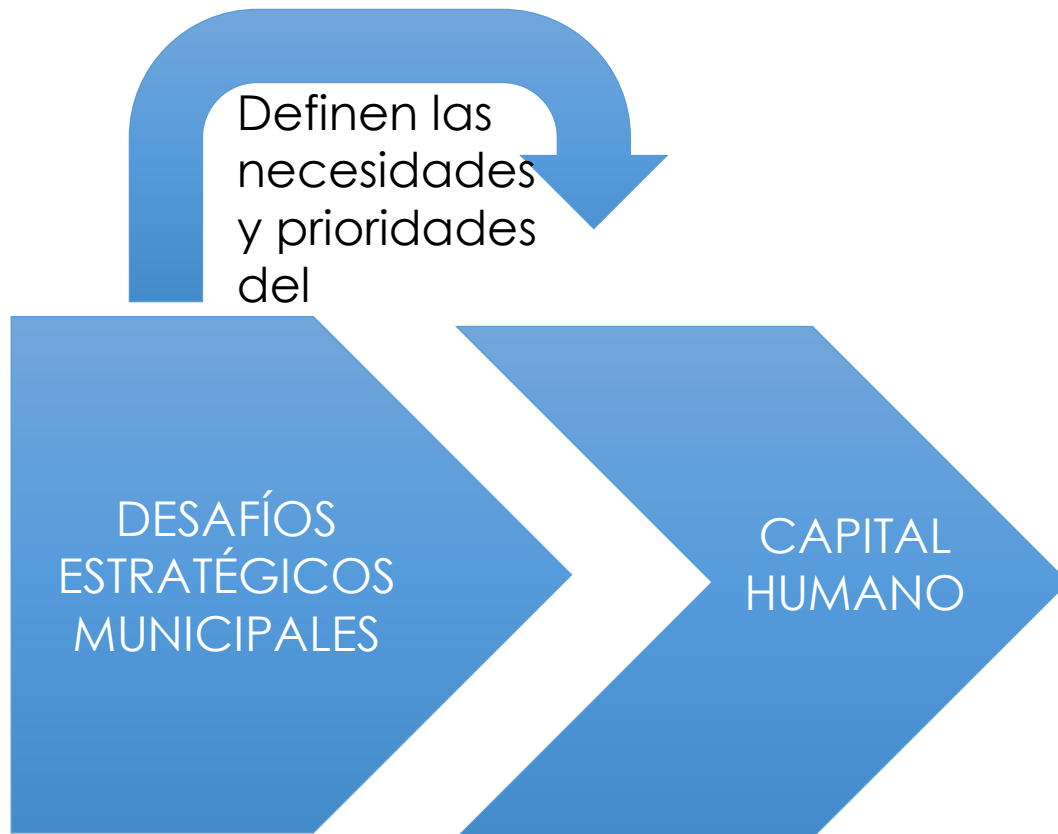 Definen las
necesidades
y prioridades
del
DESAFÍOS
ESTRATÉGICOS
MUNICIPALES
CAPITAL
HUMANO